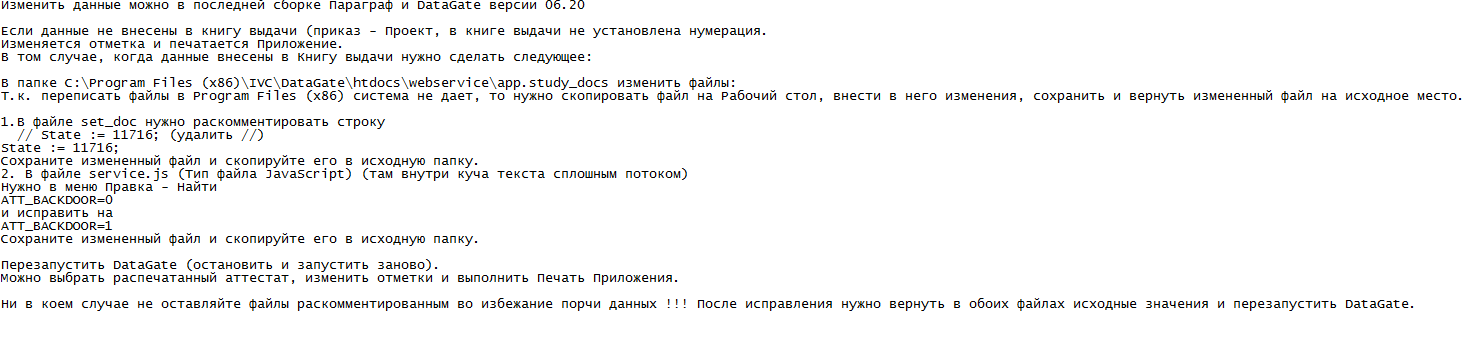 Изменить данные можно в последней сборке Параграф и DataGate версии 06.20
Если данные не внесены в книгу выдачи (приказ - Проект, в книге выдачи не установлена нумерация.
Изменяется отметка и печатается Приложение.
В том случае, когда данные внесены в Книгу выдачи нужно сделать следующее:
В папке C:\Program Files (x86)\IVC\DataGate\htdocs\webservice\app.study_docs изменить файлы:
Т.к. переписать файлы в Program Files (x86) система не дает, то нужно скопировать файл на Рабочий стол, внести в него изменения, сохранить и вернуть измененный файл на исходное место.
1.В файле set_doc нужно раскомментировать строку
// State := 11716; (удалить //)
State := 11716;
Сохраните измененный файл и скопируйте его в исходную папку.
2. В файле service.js (Тип файла JavaScript) (там внутри куча текста сплошным потоком)
Нужно в меню Правка - Найти
ATT_BACKDOOR=0
и исправить на
ATT_BACKDOOR=1
Сохраните измененный файл и скопируйте его в исходную папку.
Перезапустить DataGate (остановить и запустить заново).
Можно выбрать распечатанный аттестат, изменить отметки и выполнить Печать Приложения.
Ни в коем случае не оставляйте файлы раскомментированным во избежание порчи данных !!! После исправления нужно вернуть в обоих файлах исходные значения и перезапустить DataGate.